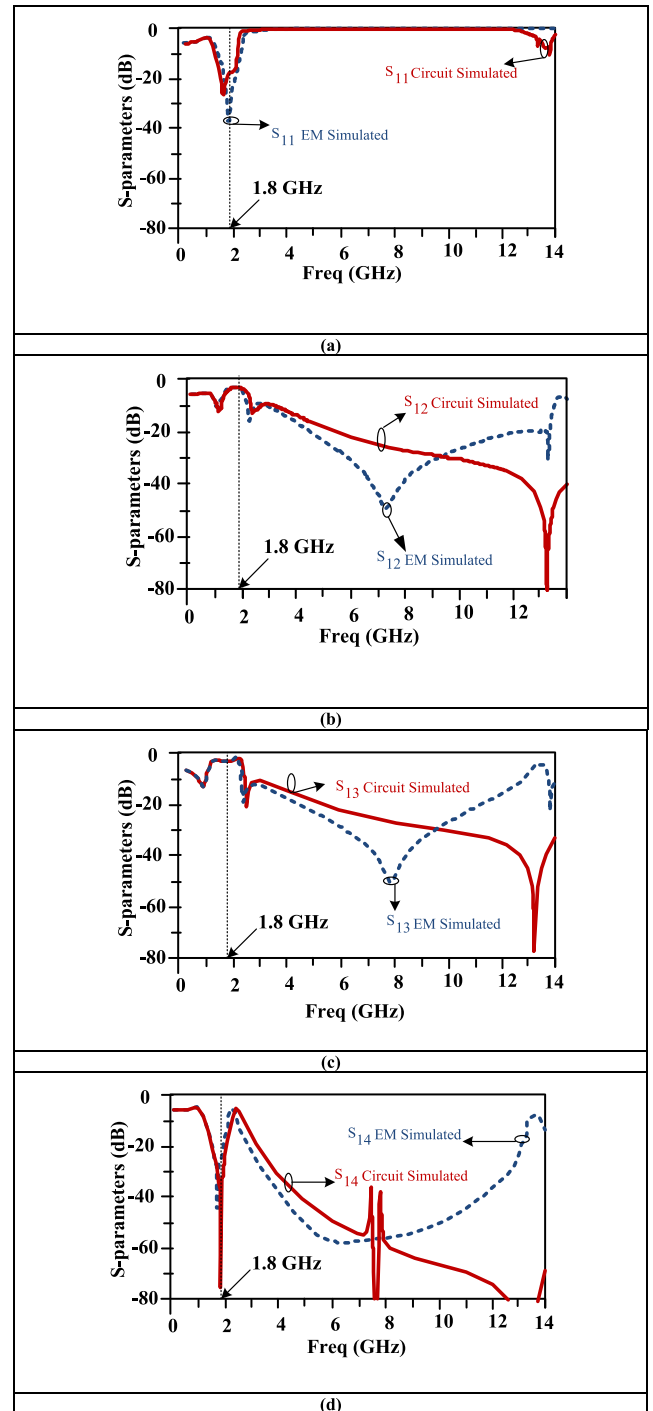 0
-20
-40
-60
-80
S-parameters (dB)
S11 Circuit Simulated
S11 EM Simulated
1.8 GHz
0 2 4 6 8 10 12 14
Freq (GHz)
(a)
0
-20
-40
-60
-80
S-parameters (dB)
S12 Circuit Simulated
S12 EM Simulated
1.8 GHz
0 2 4 6 8 10 12
Freq (GHz)
(b)
0
-20
-40
-60
-80
S-parameters (dB)
S13 Circuit Simulated
S13 EM Simulated
1.8 GHz
0 2 4 6 8 10 12 14
Freq (GHz)
(c)
0
-20
-40
-60
-80
S-parameters (dB)
S14 EM Simulated
S14 Circuit Simulated
1.8 GHz
0 2 4 6 8 10 12 14
Freq (GHz)
(d)